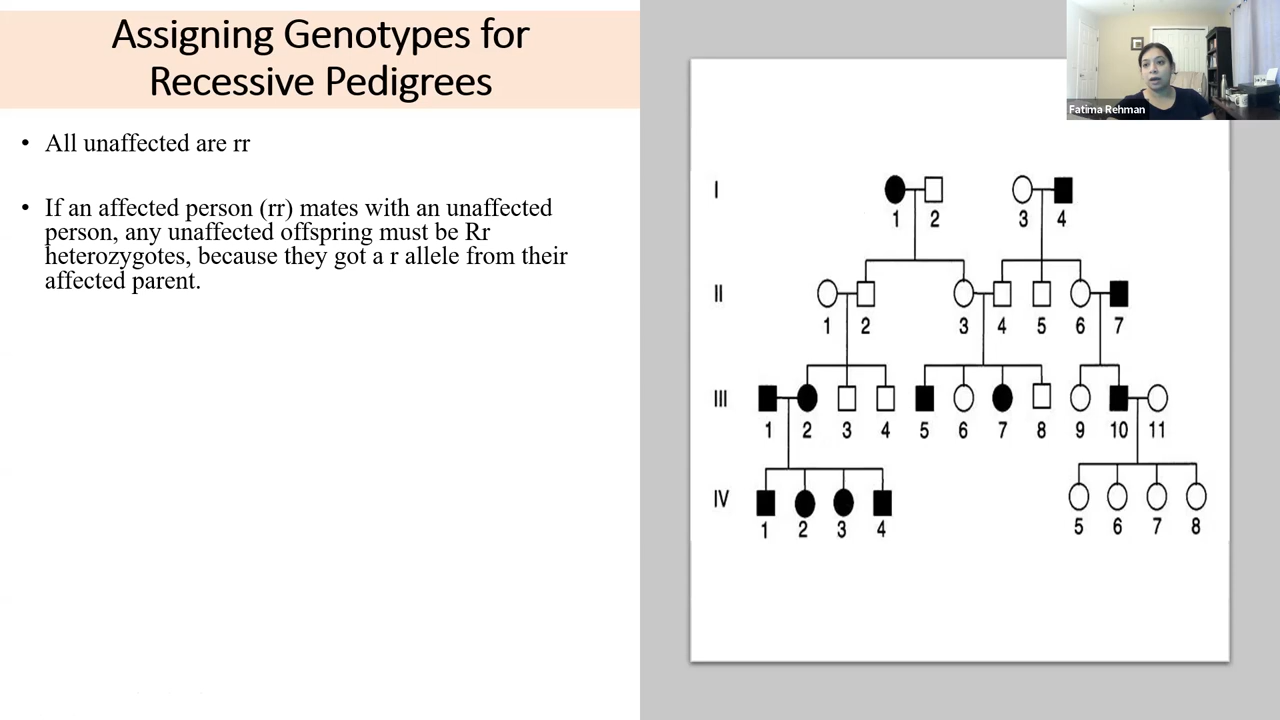 Assigning Genotypes for
Recessive Pedigrees
• All unaffected are rr
• If an affected person (rr) mates with an unaffected
person, any unaffected offspring must be Rr
heterozygotes, because they got a r allele from their
affected parent.
Fatima Rehman
I
1 2 3 4
II
1 2 3 4 5 6 7
III
1 2 3 4 5 6 7 8 9 10 11
IV
1 2 3 4 5 6 7 8